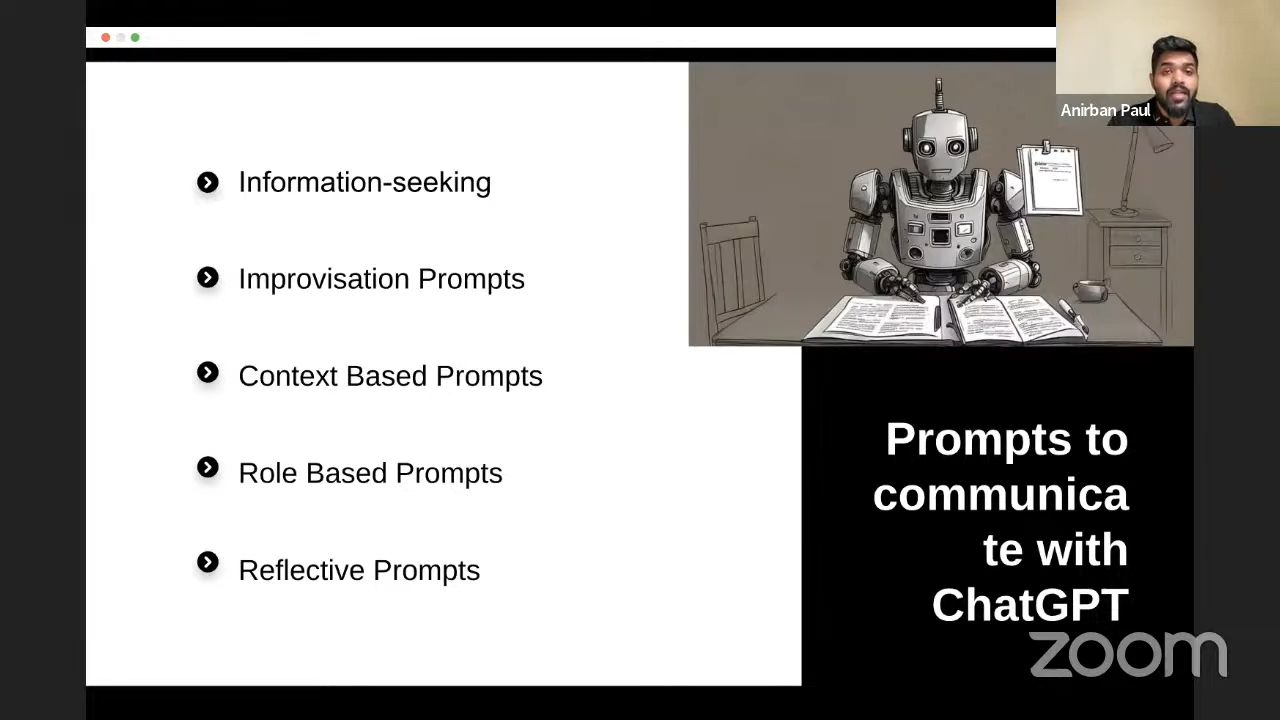 Anirban Paul
Information-seeking
Improvisation Prompts
Context Based Prompts
Role Based Prompts
Reflective Prompts
Prompts to
communica
te with
ChatGPT
zoom